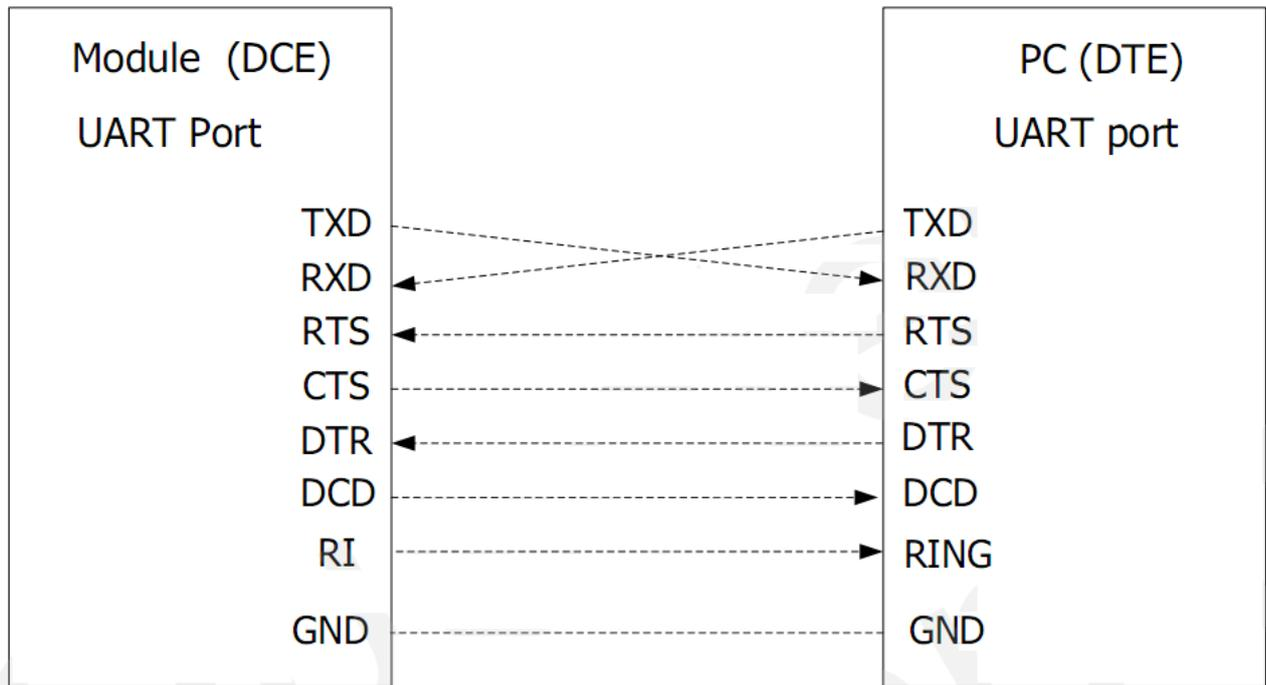 Module (DCE)
UART Port
TXD
RXD
RTS
CTS
DTR
DCD
RI
GND
PC (DTE)
UART port
TXD
RXD
RTS
CTS
DTR
DCD
RING
GND